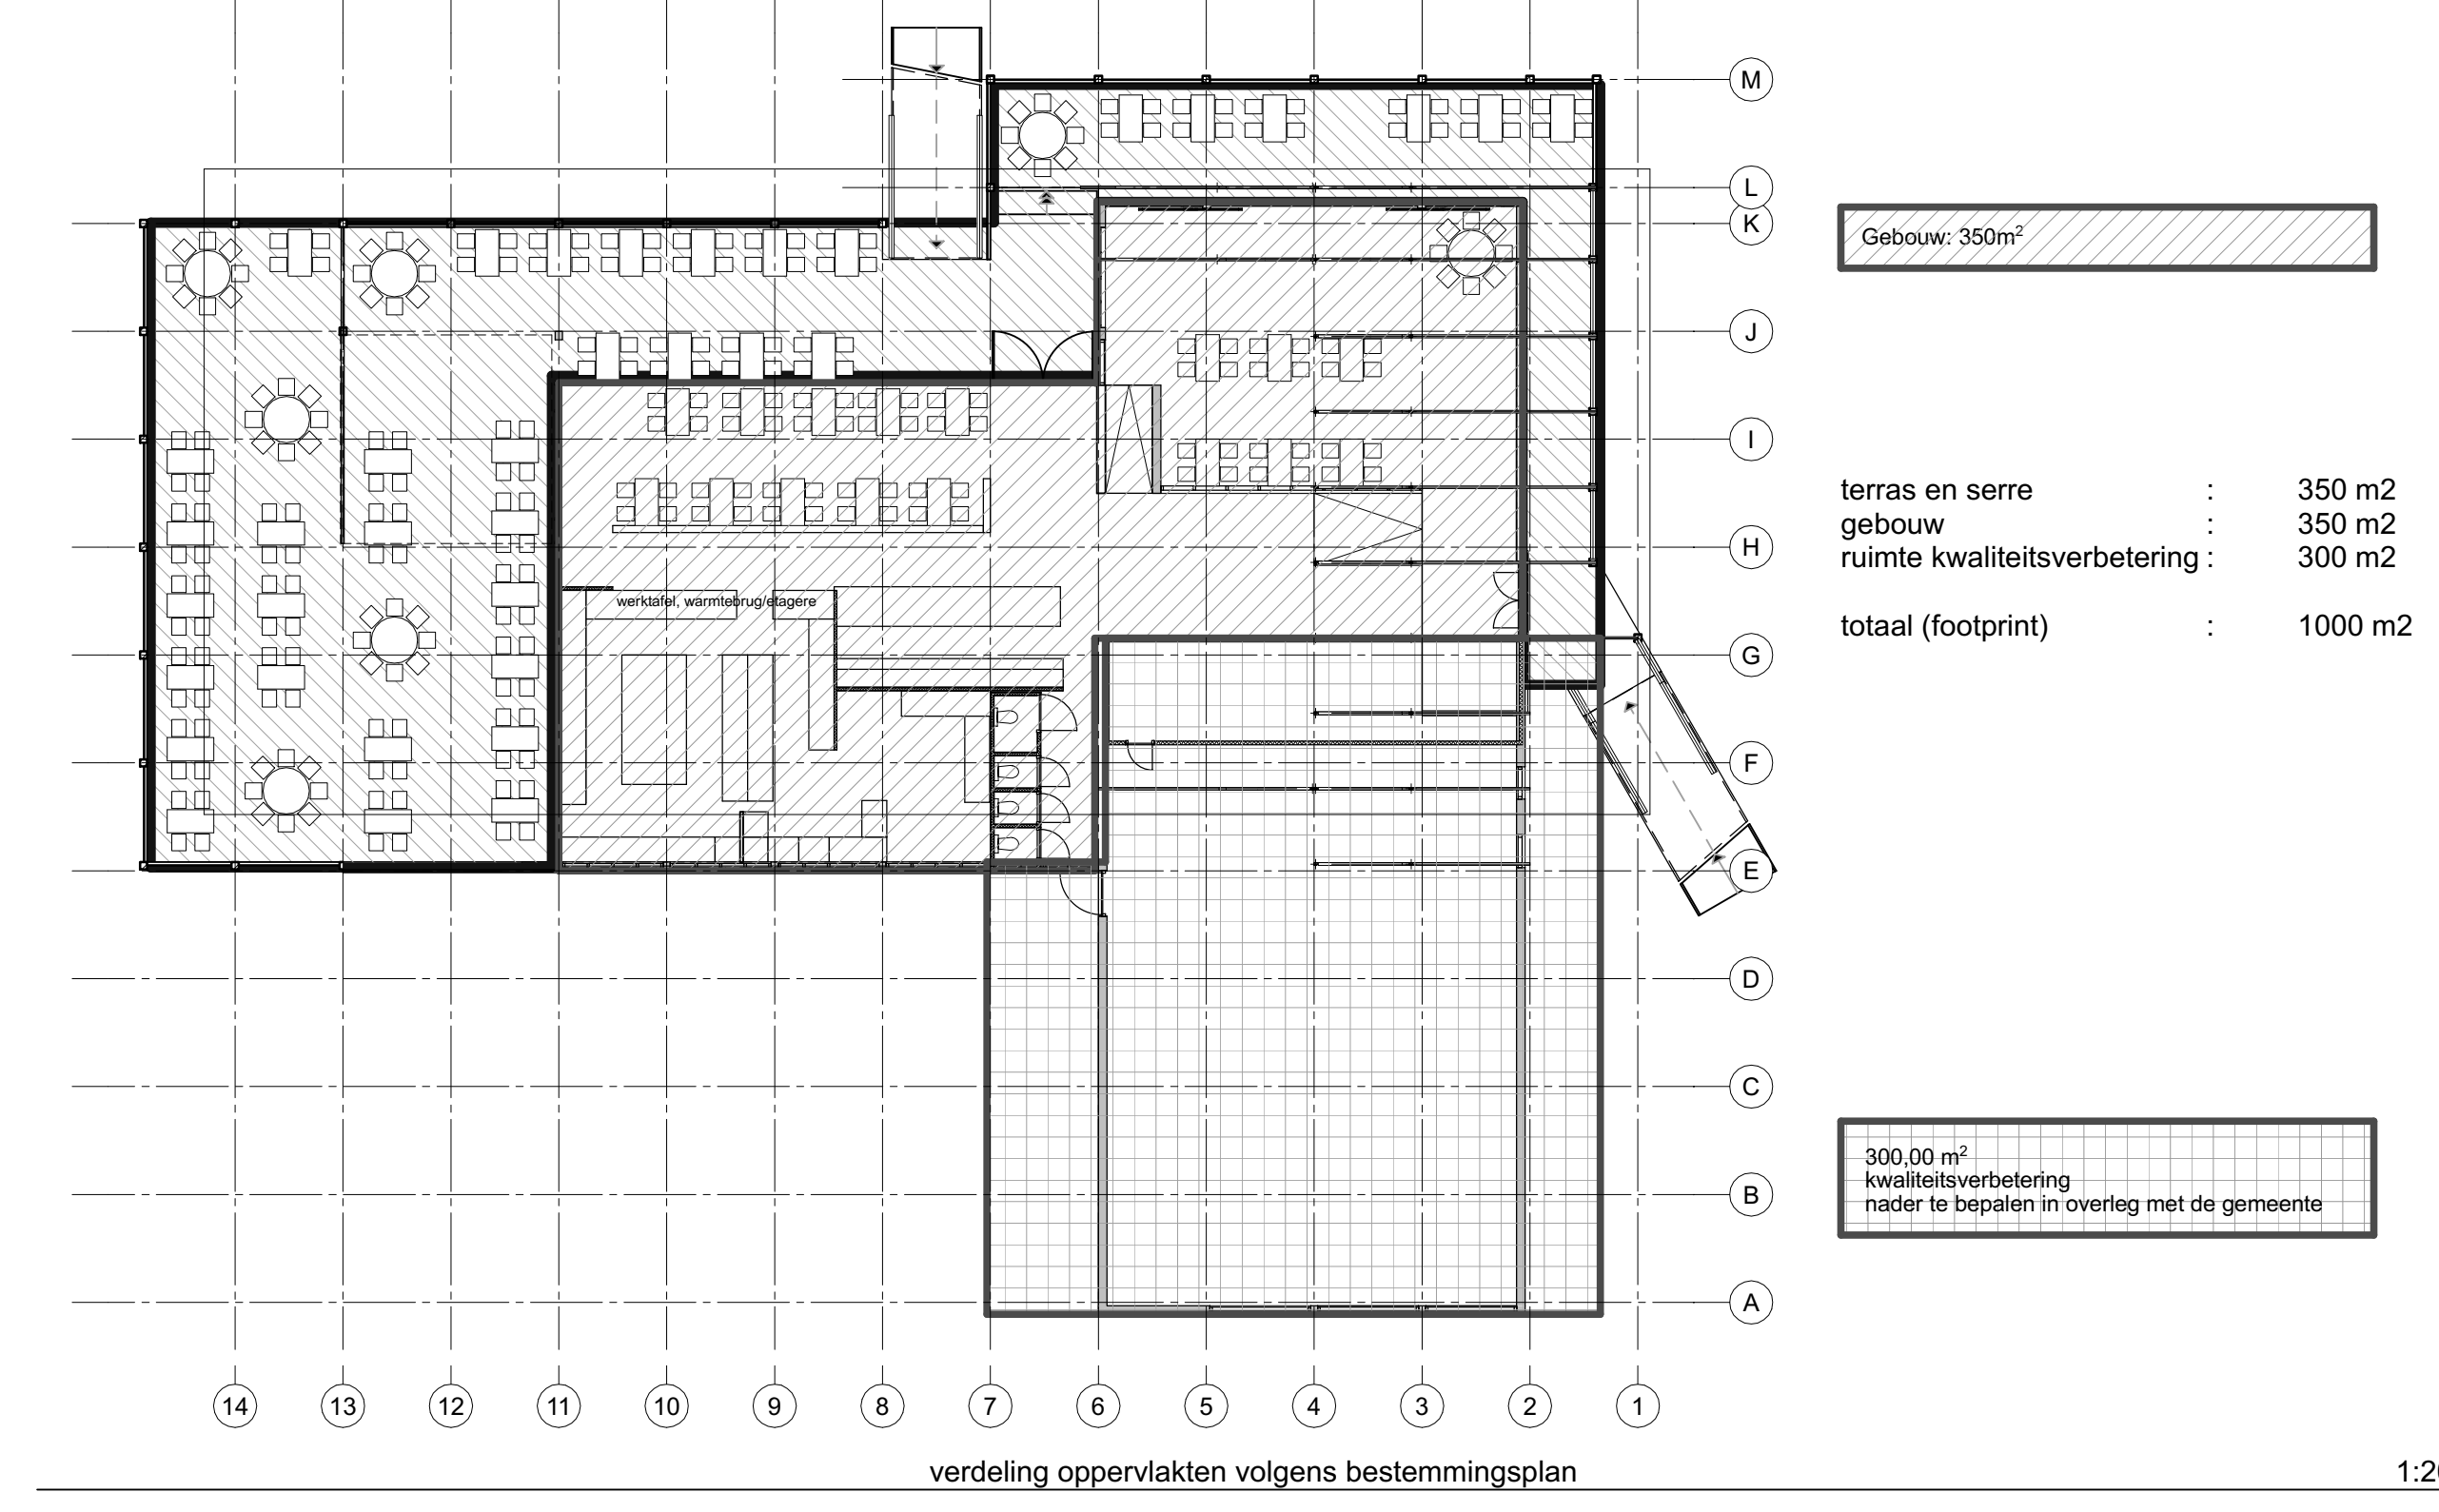 M
L
K
Gebouw: 350m²
J
I
terras en serre : 350 m2
gebouw : 350 m2
H
ruimte kwaliteitsverbetering : 300 m2
werktafel, warmtebrug/etagere
totaal (footprint) : 1000 m2
G
F
E
D
C
300,00 m²
kwaliteitsverbetering
B
nader te bepalen in overleg met de gemeente
A
14 13 12 11 10 9 8 7 6 5 4 3 2 1
verdeling oppervlakten volgens bestemmingsplan